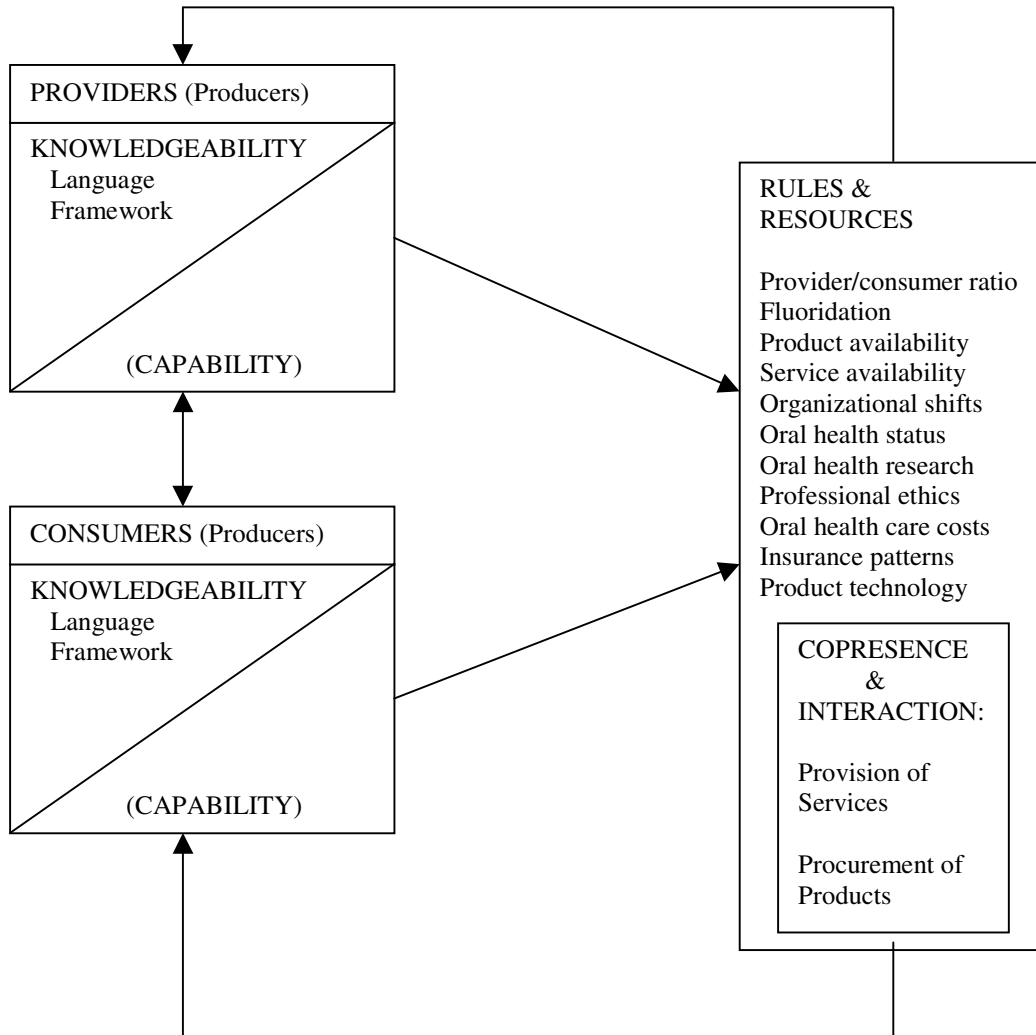 PROVIDERS (Producers)
KNOWLEDGEABILITY
Language
Framework
(CAPABILITY)
CONSUMERS (Producers)
KNOWLEDGEABILITY
Language
Framework
(CAPABILITY)
RULES &
RESOURCES
Provider/consumer ratio
Fluoridation
Product availability
Service availability
Organizational shifts
Oral health status
Oral health research
Professional ethics
Oral health care costs
Insurance patterns
Product technology
COPRESENCE
&
INTERACTION:
Provision of
Services
Procurement of
Products